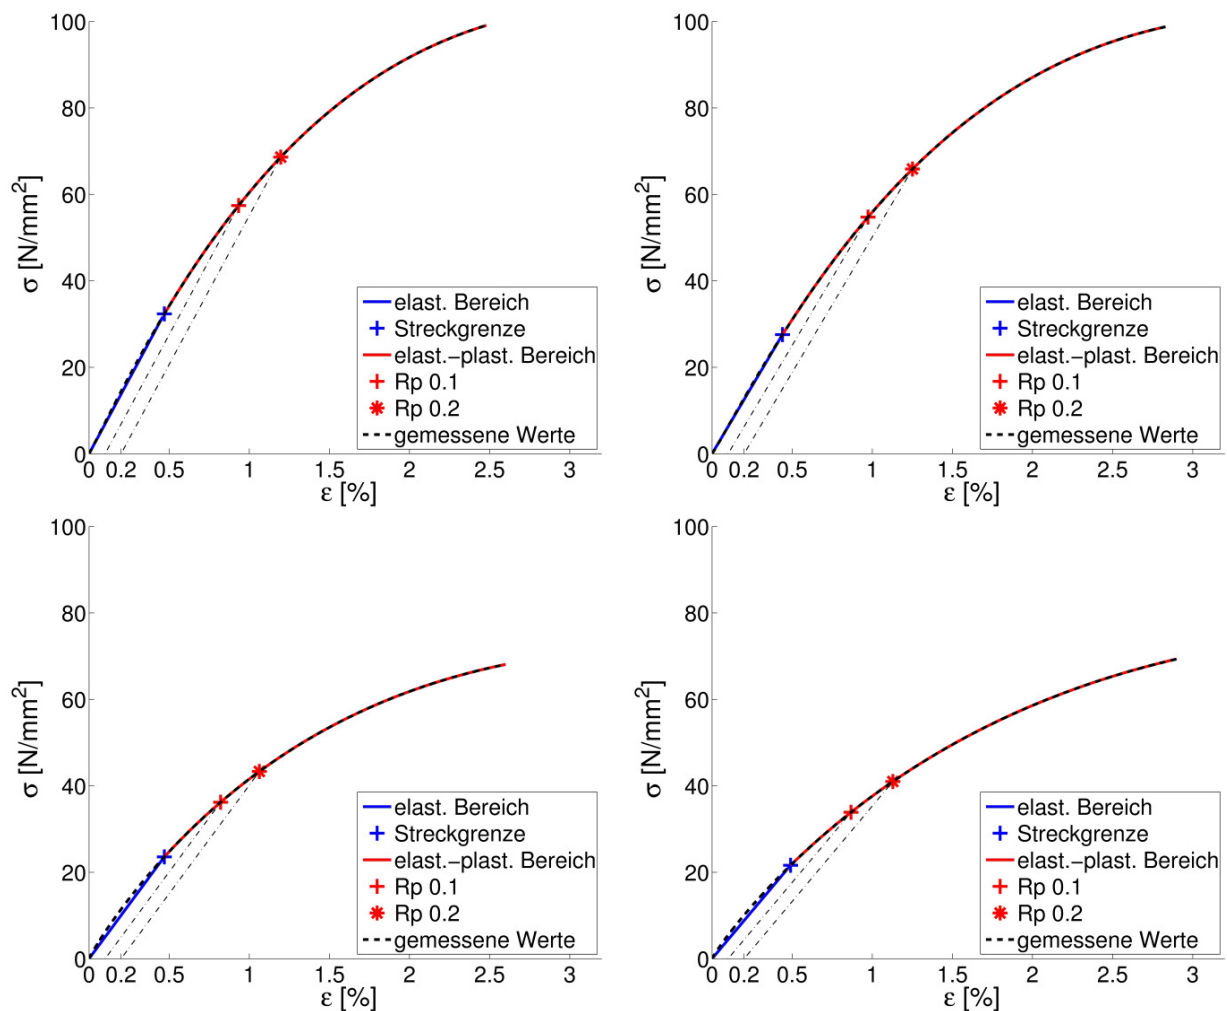 100
80
60
40
20
0
σ [N/mm²]
0 0.2 0.5 1 1.5 2 2.5 3
ε [%]
elast. Bereich
Streckgrenze
elast.−plast. Bereich
Rp 0.1
Rp 0.2
gemessene Werte
100
80
60
40
20
0
σ [N/mm²]
0 0.2 0.5 1 1.5 2 2.5 3
ε [%]
elast. Bereich
Streckgrenze
elast.−plast. Bereich
Rp 0.1
Rp 0.2
gemessene Werte
100
80
60
40
20
0
σ [N/mm²]
0 0.2 0.5 1 1.5 2 2.5 3
ε [%]
elast. Bereich
Streckgrenze
elast.−plast. Bereich
Rp 0.1
Rp 0.2
gemessene Werte
100
80
60
40
20
0
σ [N/mm²]
0 0.2 0.5 1 1.5 2 2.5 3
ε [%]
elast. Bereich
Streckgrenze
elast.−plast. Bereich
Rp 0.1
Rp 0.2
gemessene Werte